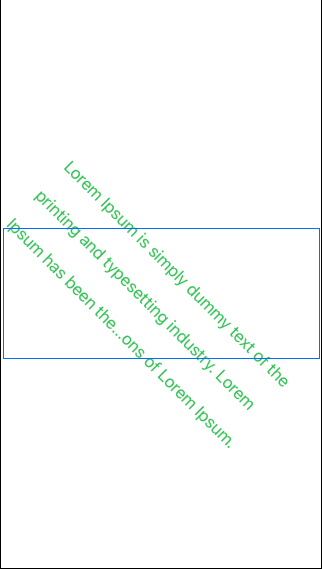 Lorem Ipsum is simply dummy text of the
printing and typesetting industry. Lorem
Ipsum has been the...ons of Lorem Ipsum.